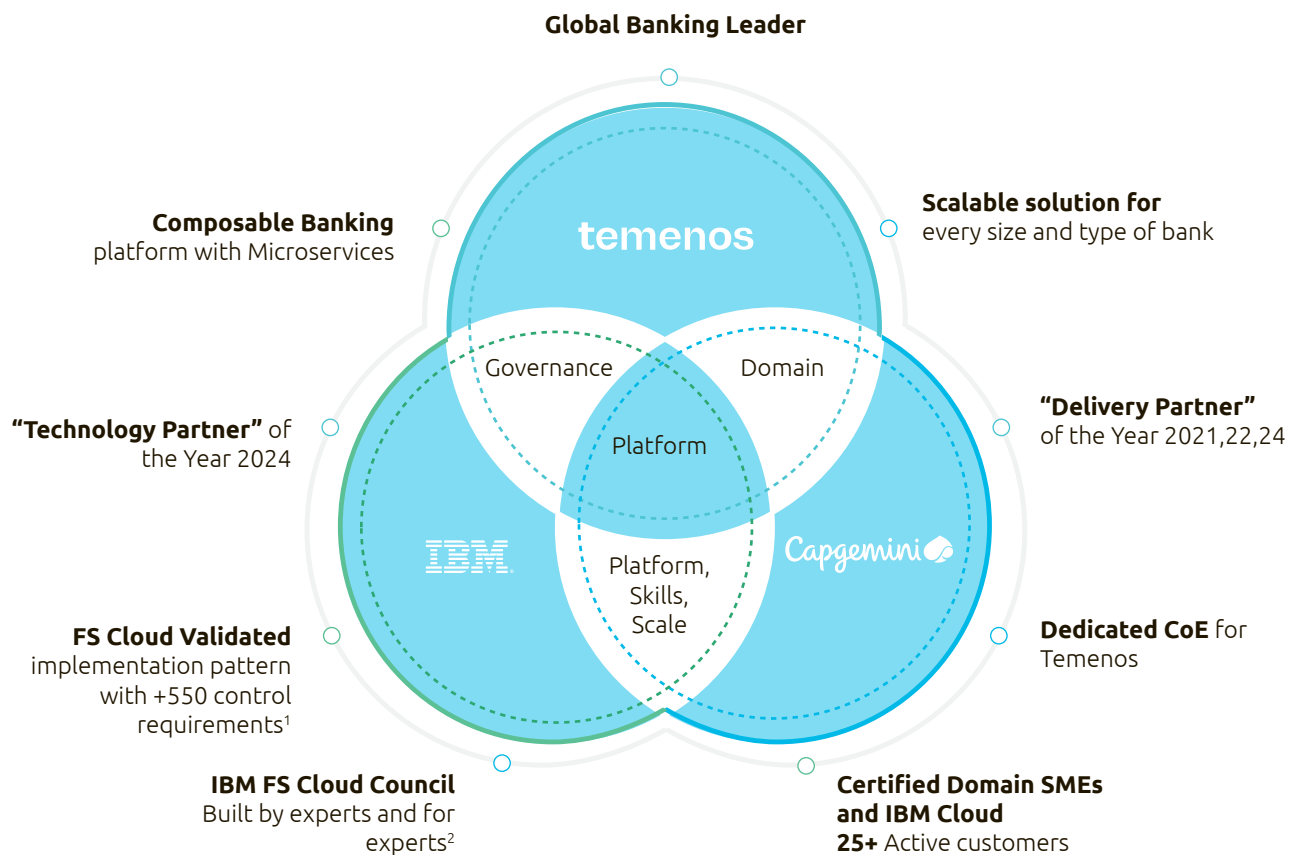 Global Banking Leader
Composable Banking
platform with Microservices
Scalable solution for
every size and type of bank
temenos
Governance
Domain
Platform
“Technology Partner” of
the Year 2024
“Delivery Partner”
of the Year 2021,22,24
IBM®
Capgemini
Platform,
Skills,
Scale
FS Cloud Validated
implementation pattern
with +550 control
requirements¹
Dedicated CoE for
Temenos
IBM FS Cloud Council
Built by experts and for
experts²
Certified Domain SMEs
and IBM Cloud
25+ Active customers